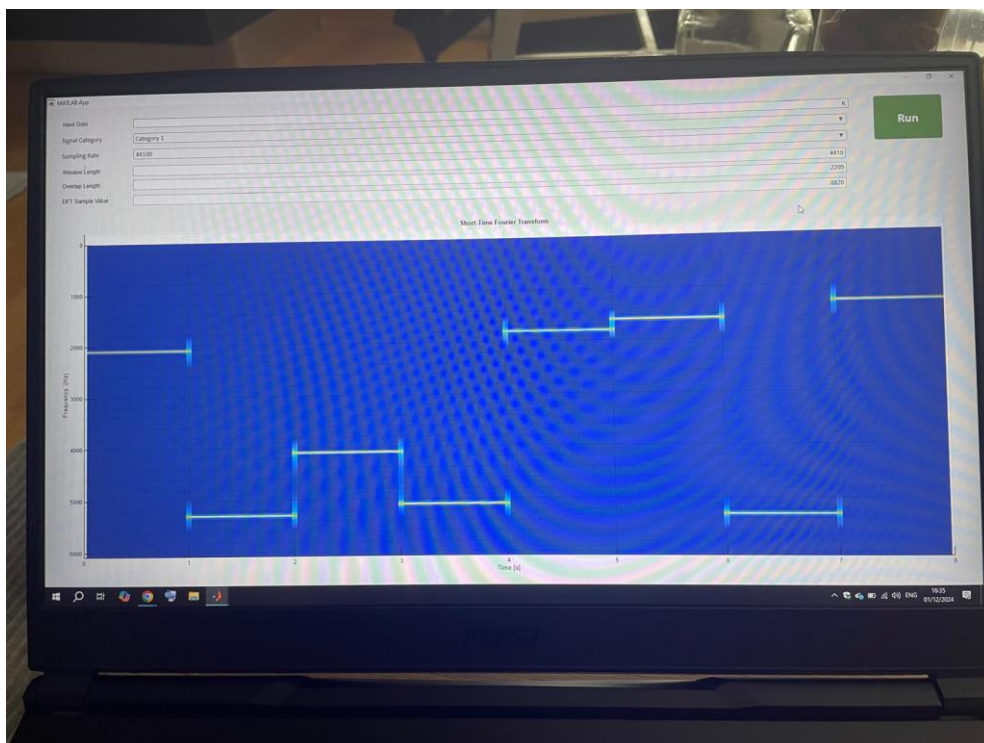 MATLAB App
Input Data K
Run
Signal Category Category 1
Sampling Rate 44100
Window Length 4410
Overlap Length 2205
DFT Sample Value 8820
Short Time Fourier Transform
0
1000
2000
3000
4000
5000
6000
Frequency [Hz]
0 1 2 3 4 5 6 7 8
Time [s]
ENG
18:35
01/12/2024
msi